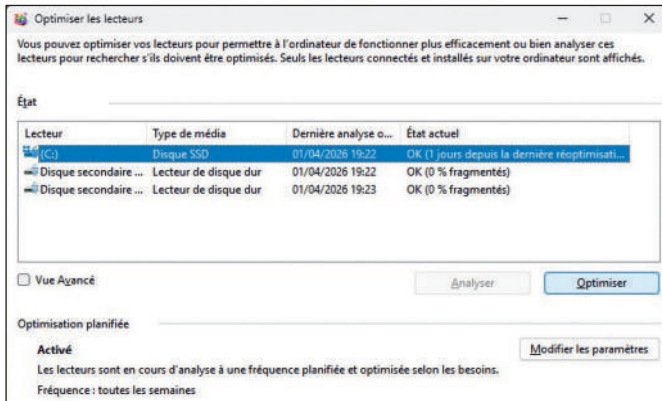 Optimiser les lecteurs
Vous pouvez optimiser vos lecteurs pour permettre à l'ordinateur de fonctionner plus efficacement ou bien analyser ces
lecteurs pour rechercher s'ils doivent être optimisés. Seuls les lecteurs connectés et installés sur votre ordinateur sont affichés.
État
Lecteur Type de média Dernière analyse o... État actuel
(C:) Disque SSD 01/04/2026 19:22 OK (1 jours depuis la dernière réoptimisati...
Disque secondaire ... Lecteur de disque dur 01/04/2026 19:22 OK (0 % fragmentés)
Disque secondaire ... Lecteur de disque dur 01/04/2026 19:23 OK (0 % fragmentés)
Vue Avancé Analyser Optimiser
Optimisation planifiée
Activé Modifier les paramètres
Les lecteurs sont en cours d'analyse à une fréquence planifiée et optimisée selon les besoins.
Fréquence : toutes les semaines